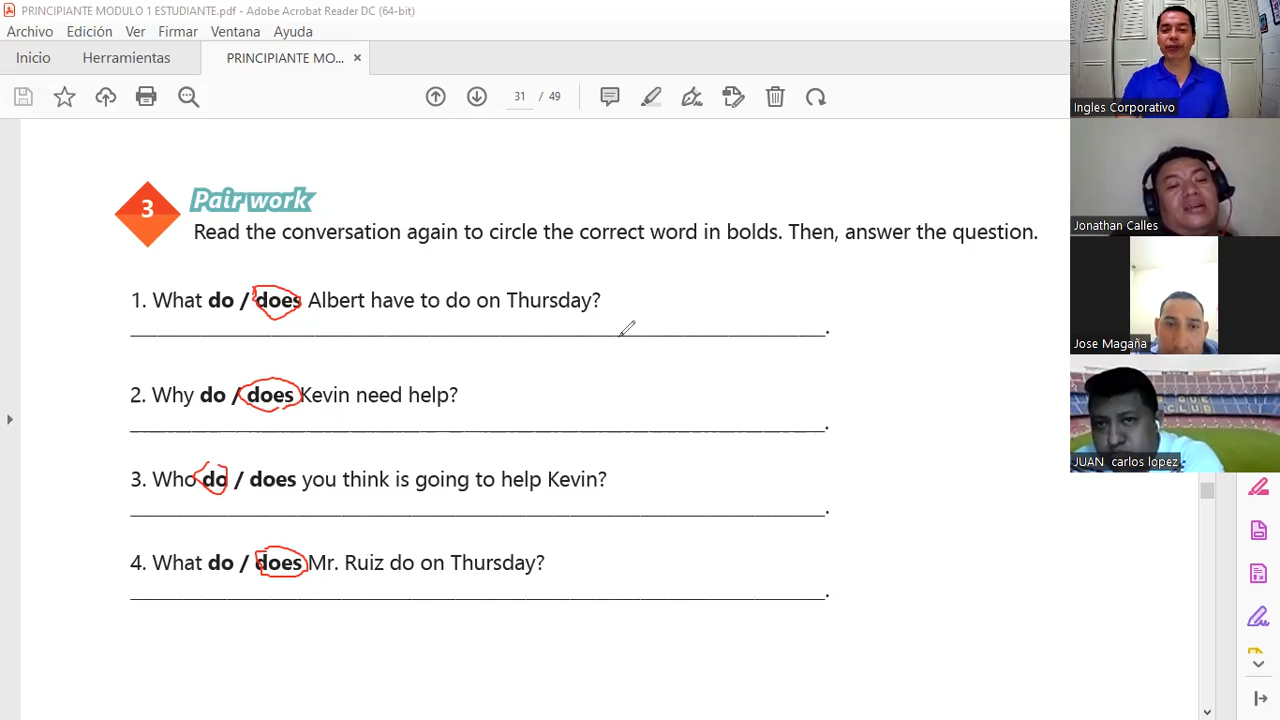 PRINCIPIANTE MODULO 1 ESTUDIANTE.pdf - Adobe Acrobat Reader DC (64-bit)
Archivo Edición Ver Firmar Ventana Ayuda
Inicio Herramientas PRINCIPIANTE MO... ×
31 / 49
Ingles Corporativo
Jonathan Calles
Jose Magaña
QUE
CLUB
JUAN carlos lopez
3 Pair work
Read the conversation again to circle the correct word in bolds. Then, answer the question.
1. What do / does Albert have to do on Thursday?
2. Why do / does Kevin need help?
3. Who do / does you think is going to help Kevin?
4. What do / does Mr. Ruiz do on Thursday?